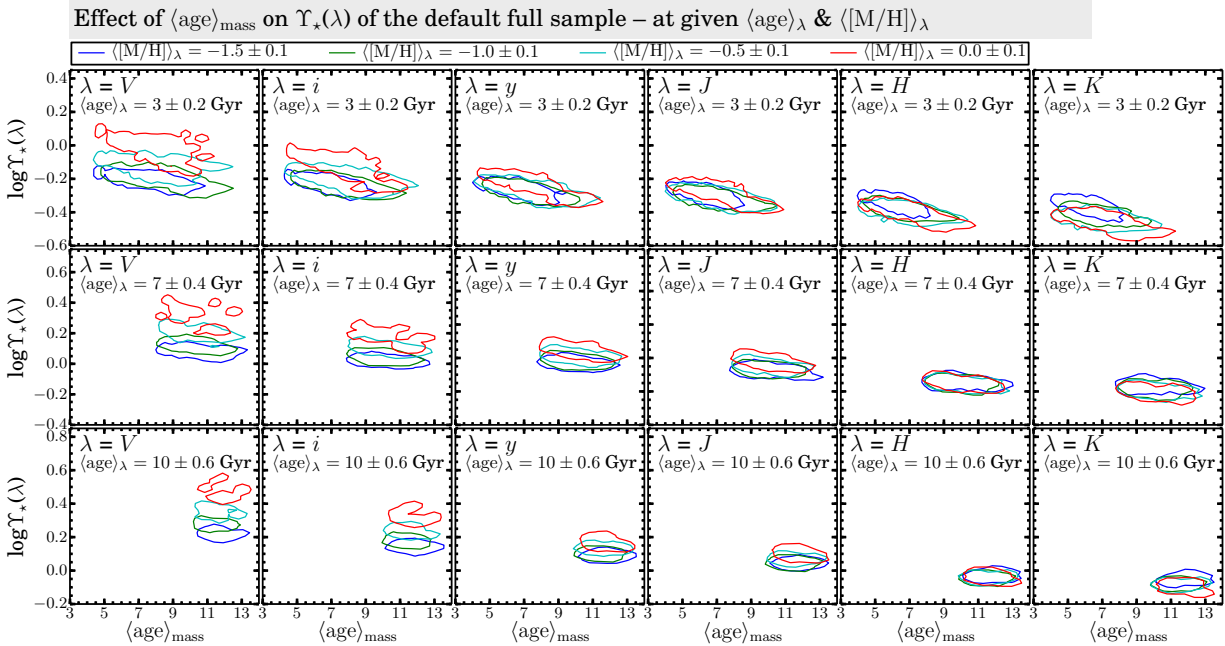 Effect of ⟨age⟩mass on ϒ⋆(λ) of the default full sample – at given ⟨age⟩λ & ⟨[M/H]⟩λ
⟨[M/H]⟩λ = −1.5 ± 0.1 ⟨[M/H]⟩λ = −1.0 ± 0.1 ⟨[M/H]⟩λ = −0.5 ± 0.1 ⟨[M/H]⟩λ = 0.0 ± 0.1
λ = V λ = i λ = y λ = J λ = H λ = K
⟨age⟩λ = 3 ± 0.2 Gyr ⟨age⟩λ = 3 ± 0.2 Gyr ⟨age⟩λ = 3 ± 0.2 Gyr ⟨age⟩λ = 3 ± 0.2 Gyr ⟨age⟩λ = 3 ± 0.2 Gyr ⟨age⟩λ = 3 ± 0.2 Gyr
logϒ⋆(λ)
0.4
0.2
0.0
−0.2
−0.4
−0.6
λ = V λ = i λ = y λ = J λ = H λ = K
⟨age⟩λ = 7 ± 0.4 Gyr ⟨age⟩λ = 7 ± 0.4 Gyr ⟨age⟩λ = 7 ± 0.4 Gyr ⟨age⟩λ = 7 ± 0.4 Gyr ⟨age⟩λ = 7 ± 0.4 Gyr ⟨age⟩λ = 7 ± 0.4 Gyr
logϒ⋆(λ)
0.6
0.4
0.2
0.0
−0.2
−0.4
λ = V λ = i λ = y λ = J λ = H λ = K
⟨age⟩λ = 10 ± 0.6 Gyr ⟨age⟩λ = 10 ± 0.6 Gyr ⟨age⟩λ = 10 ± 0.6 Gyr ⟨age⟩λ = 10 ± 0.6 Gyr ⟨age⟩λ = 10 ± 0.6 Gyr ⟨age⟩λ = 10 ± 0.6 Gyr
logϒ⋆(λ)
0.8
0.6
0.4
0.2
0.0
−0.2
3 5 7 9 11 13 5 7 9 11 13 5 7 9 11 13 5 7 9 11 13 5 7 9 11 13 5 7 9 11 13
⟨age⟩mass ⟨age⟩mass ⟨age⟩mass ⟨age⟩mass ⟨age⟩mass ⟨age⟩mass